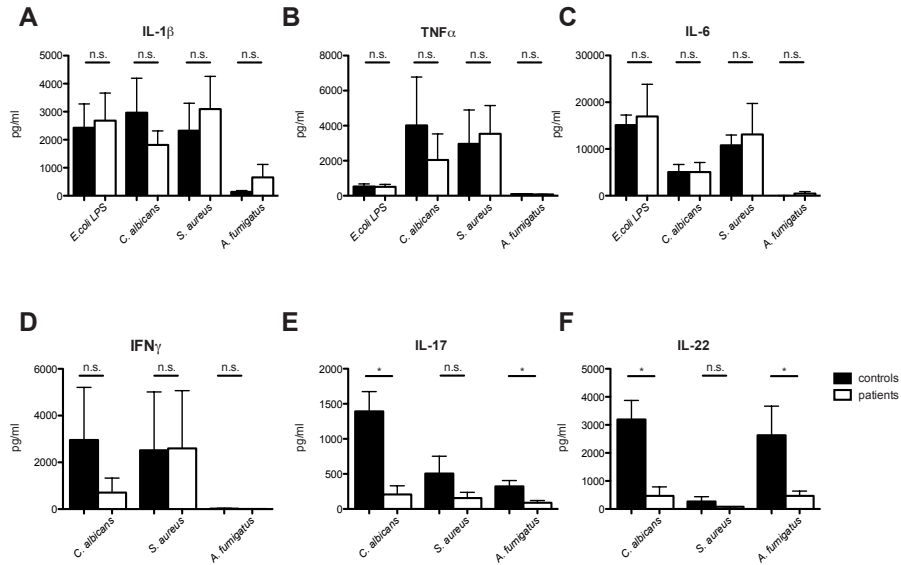 A
IL-1β
n.s. n.s. n.s. n.s.
pg/ml
5000
4000
3000
2000
1000
0
E.coli LPS
C. albicans
S. aureus
A. fumigatus
B
TNFα
n.s. n.s. n.s. n.s.
pg/ml
8000
6000
4000
2000
0
E.coli LPS
C. albicans
S. aureus
A. fumigatus
C
IL-6
n.s. n.s. n.s. n.s.
pg/ml
30000
20000
10000
0
E.coli LPS
C. albicans
S. aureus
A. fumigatus
D
IFNγ
n.s. n.s. n.s.
pg/ml
6000
4000
2000
0
C. albicans
S. aureus
A. fumigatus
E
IL-17
* n.s. *
pg/ml
2000
1500
1000
500
0
C. albicans
S. aureus
A. fumigatus
F
IL-22
* n.s. *
pg/ml
5000
4000
3000
2000
1000
0
C. albicans
S. aureus
A. fumigatus
controls
patients